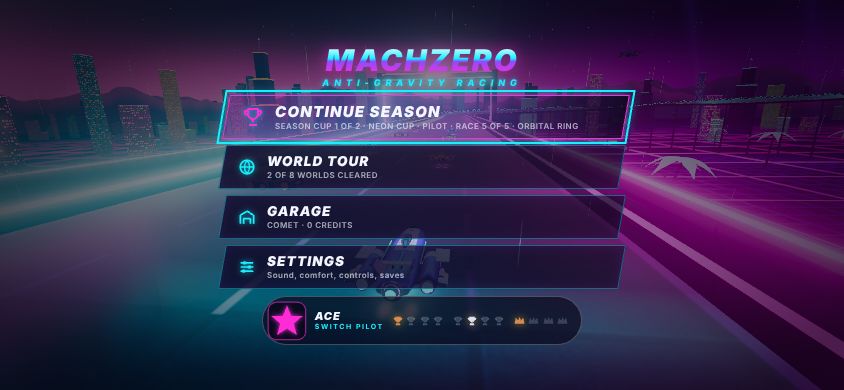 MACHZERO
ANTI-GRAVITY RACING
CONTINUE SEASON
SEASON CUP 1 OF 2 · NEON CUP · PILOT · RACE 5 OF 5 · ORBITAL RING
WORLD TOUR
2 OF 8 WORLDS CLEARED
GARAGE
COMET · 0 CREDITS
SETTINGS
Sound, comfort, controls, saves
ACE
SWITCH PILOT